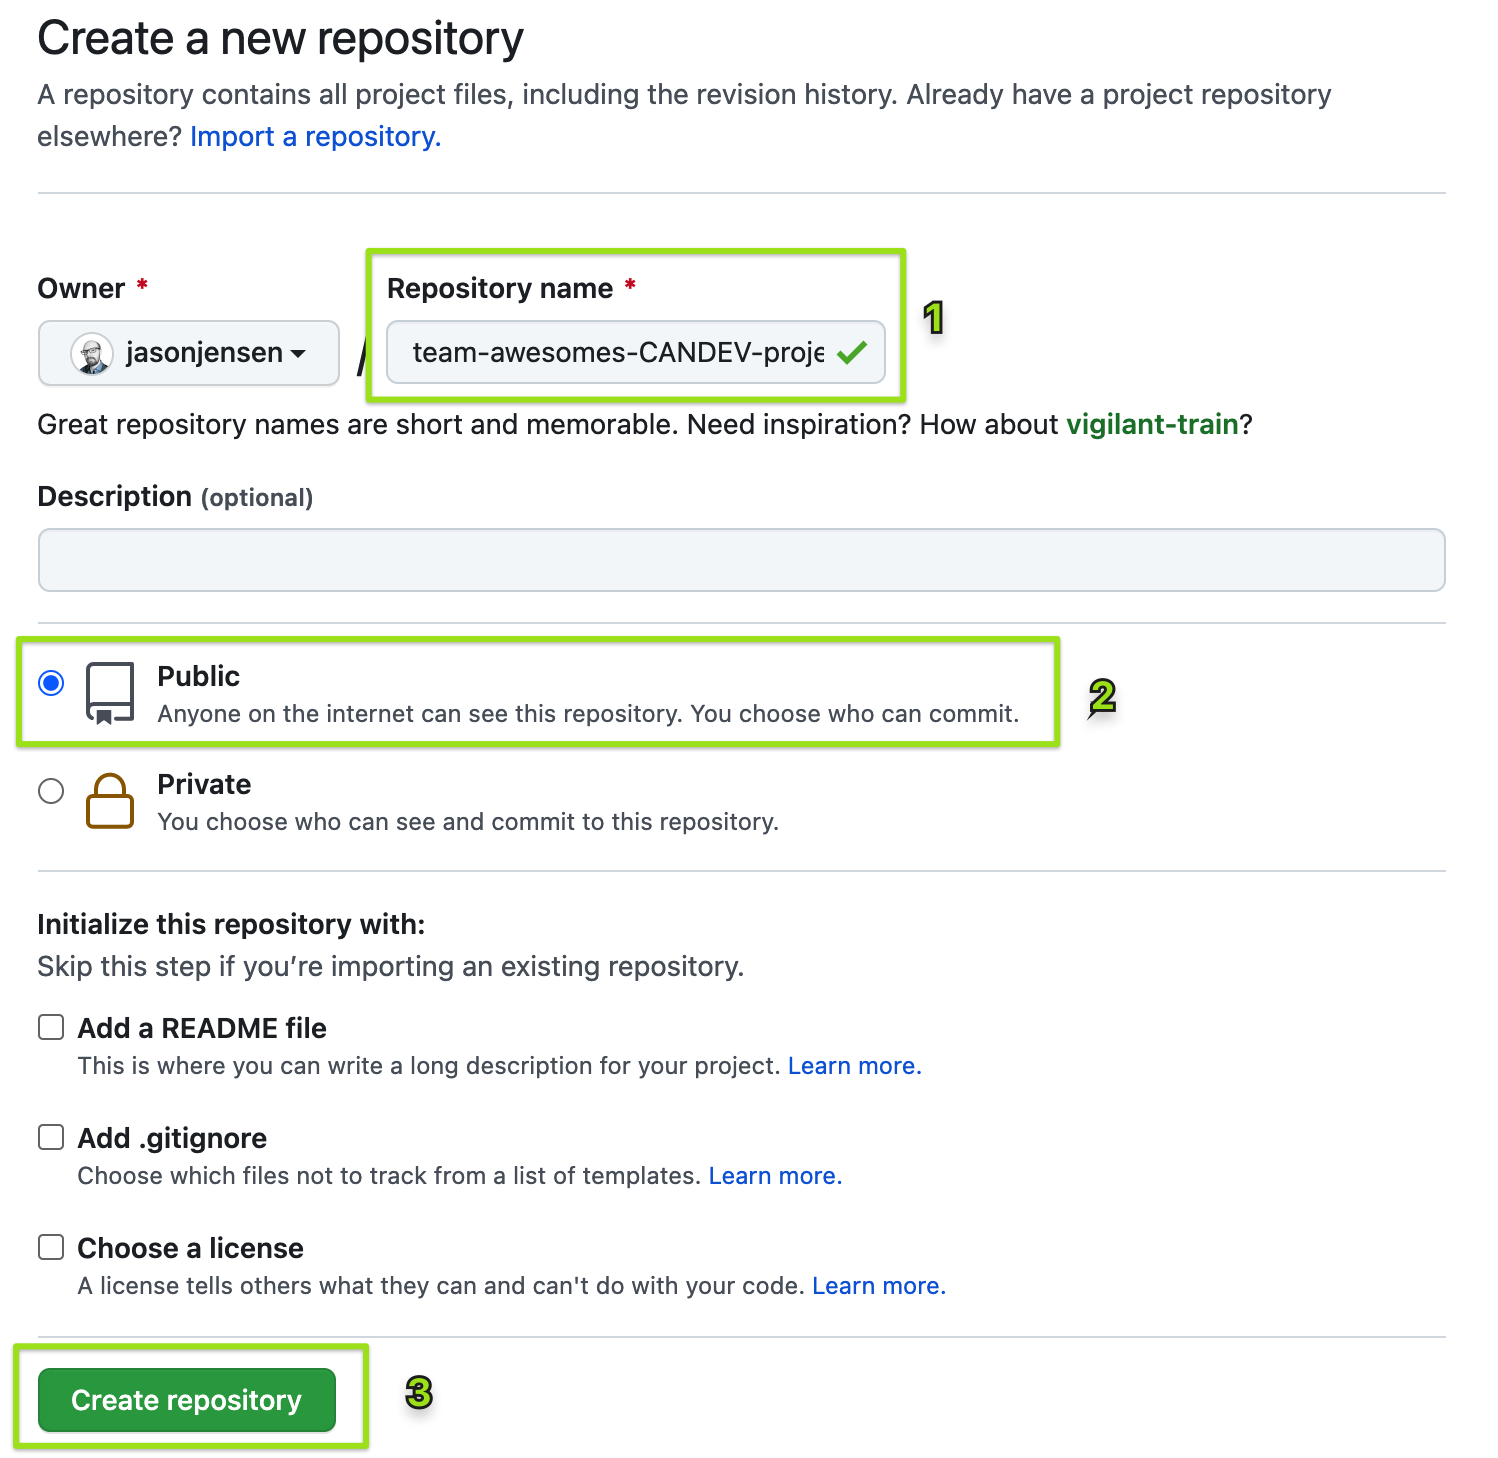 Create a new repository
A repository contains all project files, including the revision history. Already have a project repository
elsewhere? Import a repository.
Owner *
Repository name *
1
jasonjensen
/
team-awesomes-CANDEV-proje
Great repository names are short and memorable. Need inspiration? How about vigilant-train?
Description (optional)
Public
Anyone on the internet can see this repository. You choose who can commit.
2
Private
You choose who can see and commit to this repository.
Initialize this repository with:
Skip this step if you’re importing an existing repository.
Add a README file
This is where you can write a long description for your project. Learn more.
Add .gitignore
Choose which files not to track from a list of templates. Learn more.
Choose a license
A license tells others what they can and can't do with your code. Learn more.
Create repository
3